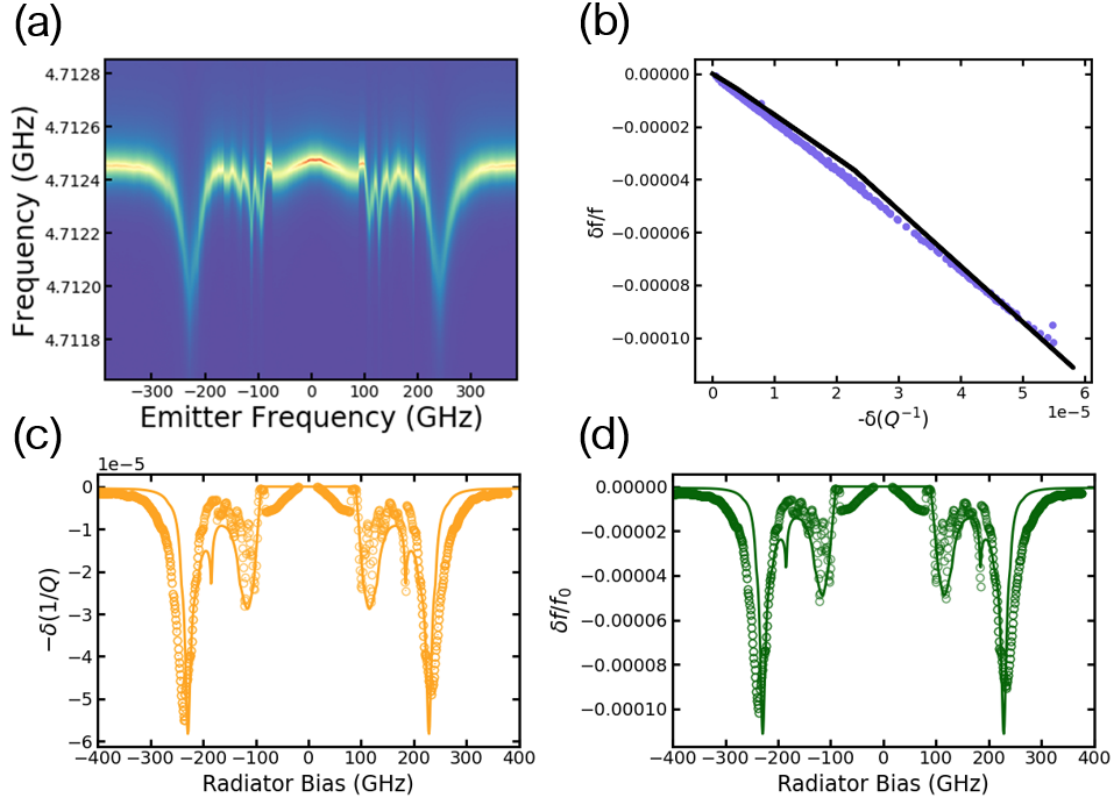 (a)
Frequency (GHz)
4.7128
4.7126
4.7124
4.7122
4.7120
4.7118
−300 −200 −100 0 100 200 300
Emitter Frequency (GHz)
(b)
δf/f
0.00000
−0.00002
−0.00004
−0.00006
−0.00008
−0.00010
0 1 2 3 4 5 6
1e−5
-δ(Q⁻¹)
(c)
1e−5
−δ(1/Q)
0
−1
−2
−3
−4
−5
−6
−400 −300 −200 −100 0 100 200 300 400
Radiator Bias (GHz)
(d)
δf/f₀
0.00000
−0.00002
−0.00004
−0.00006
−0.00008
−0.00010
−400 −300 −200 −100 0 100 200 300 400
Radiator Bias (GHz)